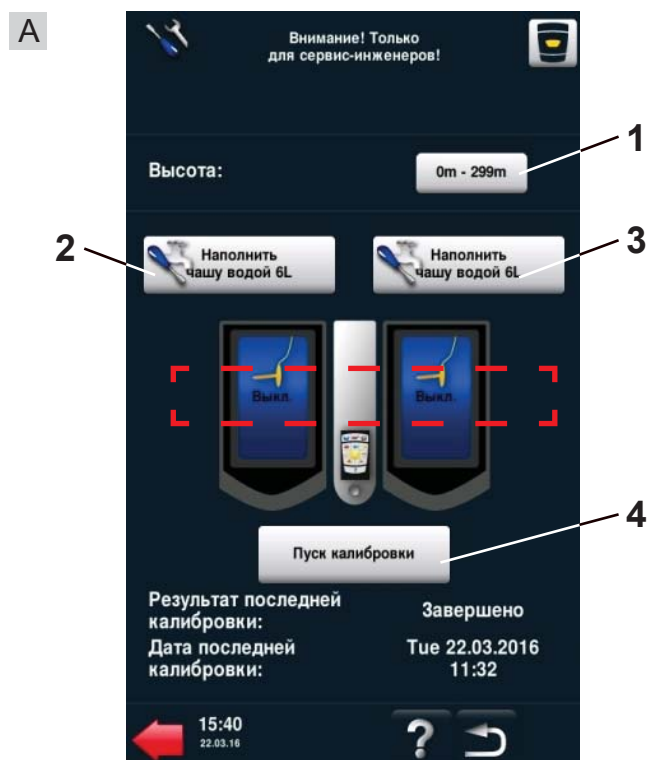 A
Внимание! Только
для сервис-инженеров!
Высота:
0m - 299m
1
2
Наполнить
чашу водой 6L
Наполнить
чашу водой 6L
3
Выкл.
Выкл.
Пуск калибровки
4
Результат последней
калибровки:
Завершено
Дата последней
калибровки:
Tue 22.03.2016
11:32
15:40
22.03.16
?